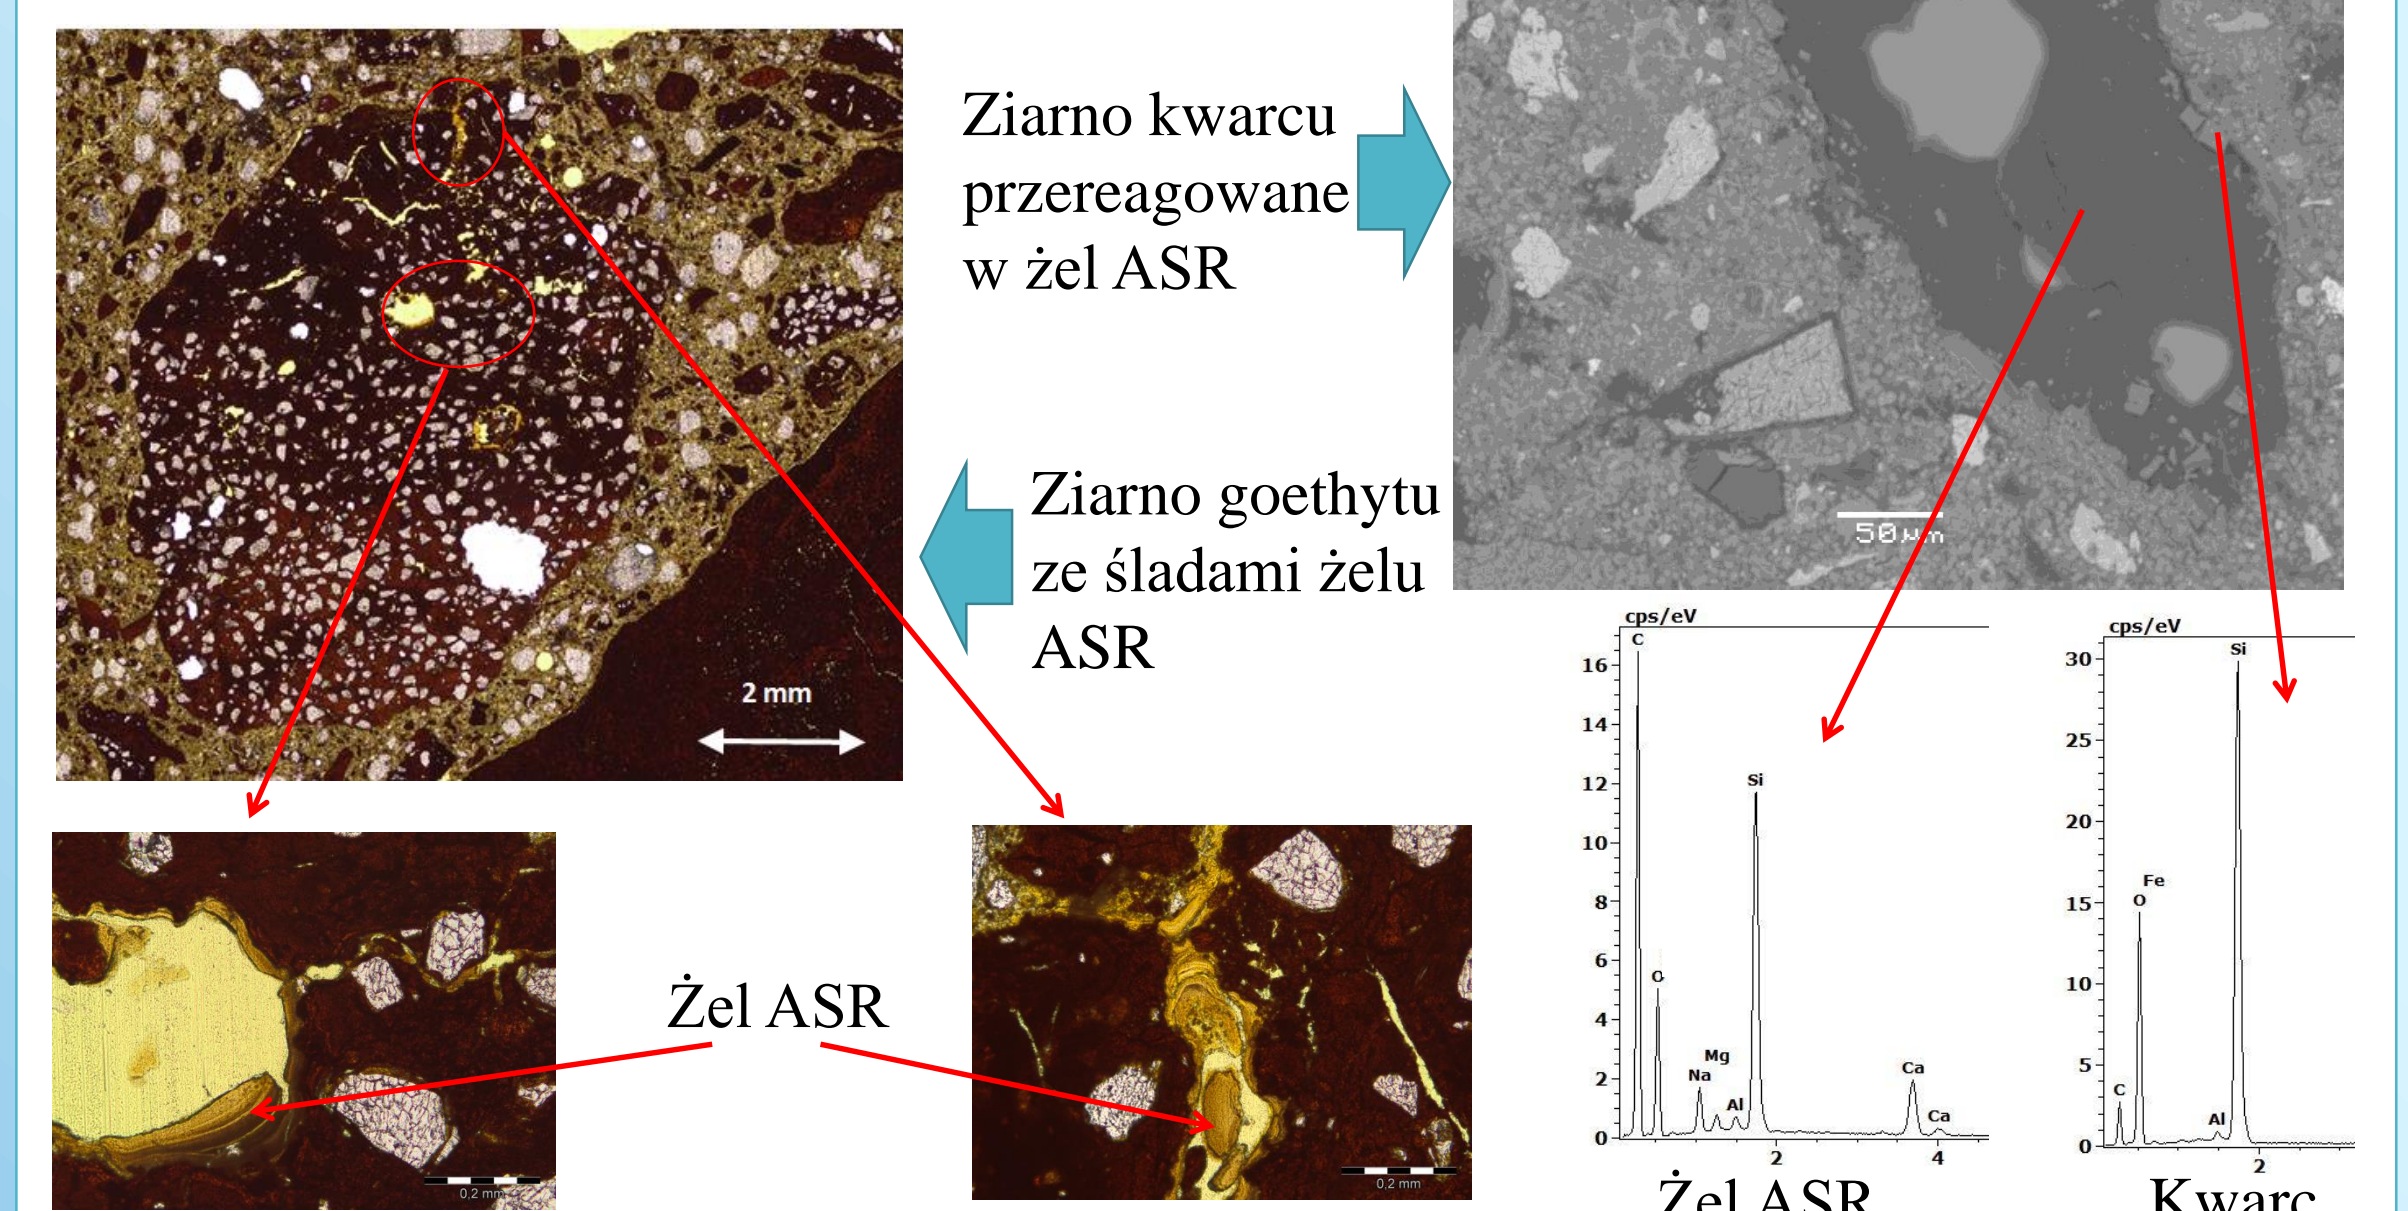 Ziarno kwarcu
przereagowane
w żel ASR
Ziarno goethytu
ze śladami żelu
ASR
2 mm
50 µm
Żel ASR
0,2 mm
0,2 mm
cps/eV
C
16
14
12
10
8
6
4
2
0
Si
O
Mg
Na
Al
Ca
Ca
2
4
Żel ASR
cps/eV
Si
30
25
20
15
10
5
0
Fe
O
C
Al
2
Kwarc